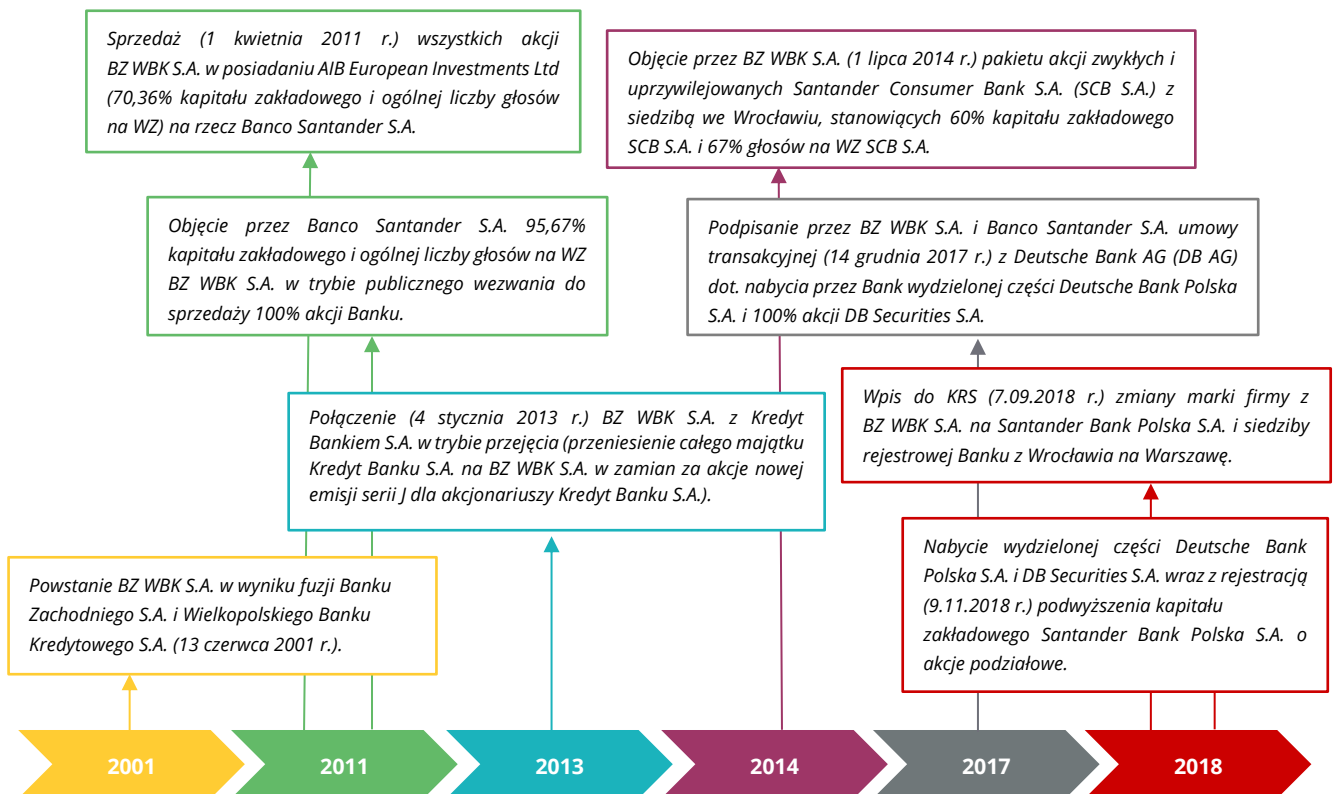 Sprzedaż (1 kwietnia 2011 r.) wszystkich akcji
BZ WBK S.A. w posiadaniu AIB European Investments Ltd
(70,36% kapitału zakładowego i ogólnej liczby głosów
na WZ) na rzecz Banco Santander S.A.
Objęcie przez BZ WBK S.A. (1 lipca 2014 r.) pakietu akcji zwykłych i
uprzywilejowanych Santander Consumer Bank S.A. (SCB S.A.) z
siedzibą we Wrocławiu, stanowiących 60% kapitału zakładowego
SCB S.A. i 67% głosów na WZ SCB S.A.
Objęcie przez Banco Santander S.A. 95,67%
kapitału zakładowego i ogólnej liczby głosów na WZ
BZ WBK S.A. w trybie publicznego wezwania do
sprzedaży 100% akcji Banku.
Podpisanie przez BZ WBK S.A. i Banco Santander S.A. umowy
transakcyjnej (14 grudnia 2017 r.) z Deutsche Bank AG (DB AG)
dot. nabycia przez Bank wydzielonej części Deutsche Bank Polska
S.A. i 100% akcji DB Securities S.A.
Połączenie (4 stycznia 2013 r.) BZ WBK S.A. z Kredyt
Bankiem S.A. w trybie przejęcia (przeniesienie całego majątku
Kredyt Banku S.A. na BZ WBK S.A. w zamian za akcje nowej
emisji serii J dla akcjonariuszy Kredyt Banku S.A.).
Wpis do KRS (7.09.2018 r.) zmiany marki firmy z
BZ WBK S.A. na Santander Bank Polska S.A. i siedziby
rejestrowej Banku z Wrocławia na Warszawę.
Powstanie BZ WBK S.A. w wyniku fuzji Banku
Zachodniego S.A. i Wielkopolskiego Banku
Kredytowego S.A. (13 czerwca 2001 r.).
Nabycie wydzielonej części Deutsche Bank
Polska S.A. i DB Securities S.A. wraz z rejestracją
(9.11.2018 r.) podwyższenia kapitału
zakładowego Santander Bank Polska S.A. o
akcje podziałowe.
2001
2011
2013
2014
2017
2018